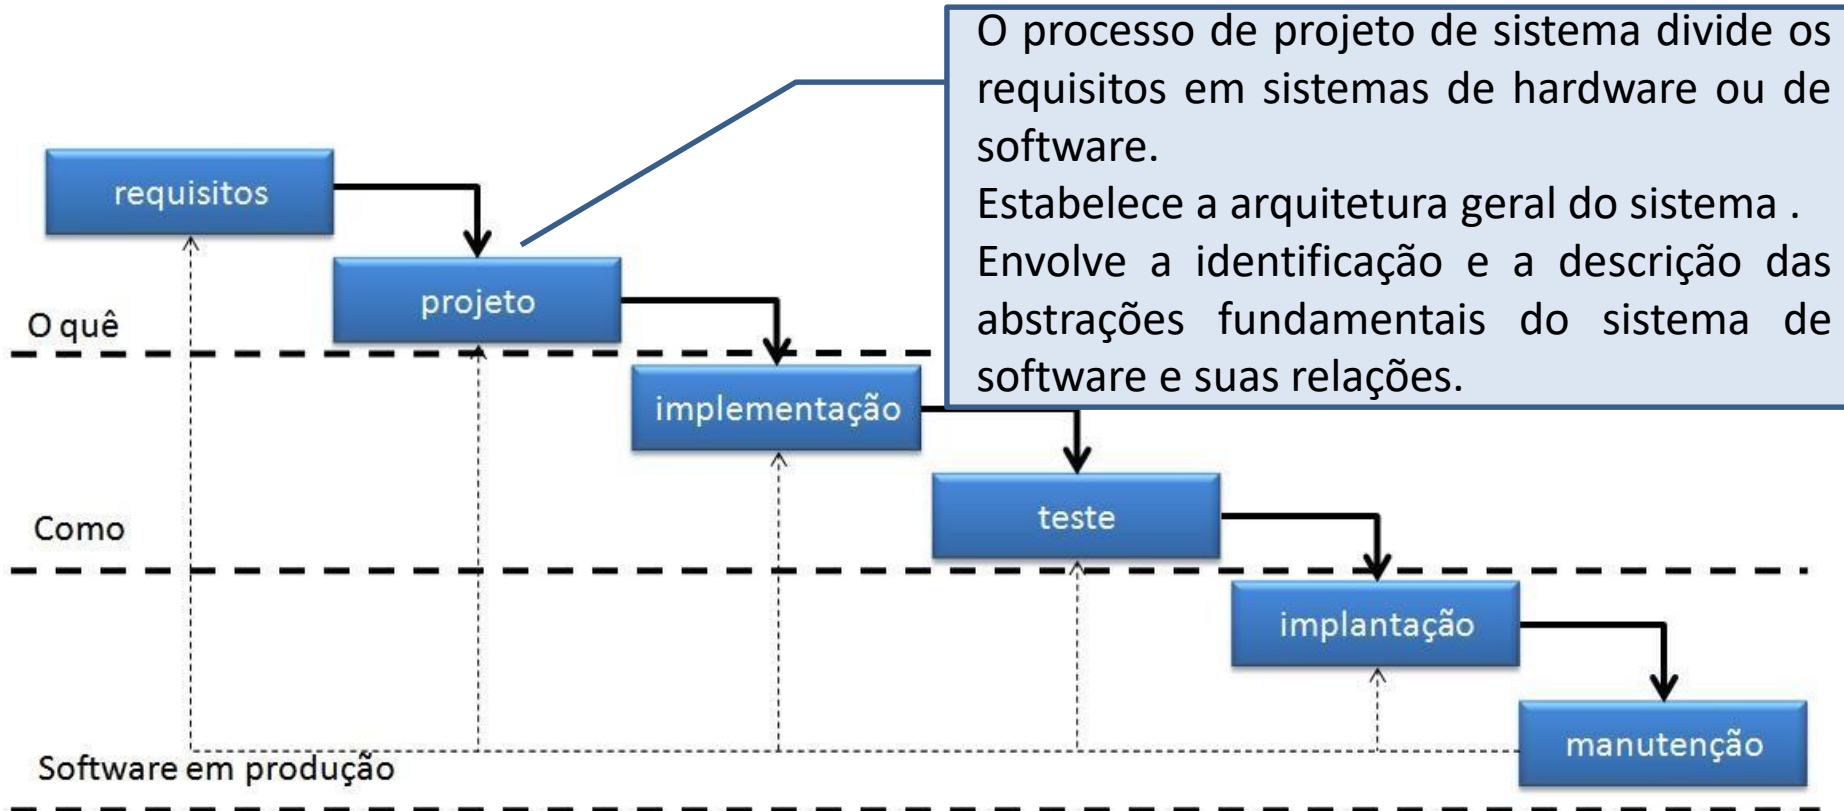 O processo de projeto de sistema divide os
requisitos em sistemas de hardware ou de
software.
Estabelece a arquitetura geral do sistema .
Envolve a identificação e a descrição das
abstrações fundamentais do sistema de
software e suas relações.
requisitos
projeto
O quê
implementação
teste
Como
implantação
manutenção
Software em produção